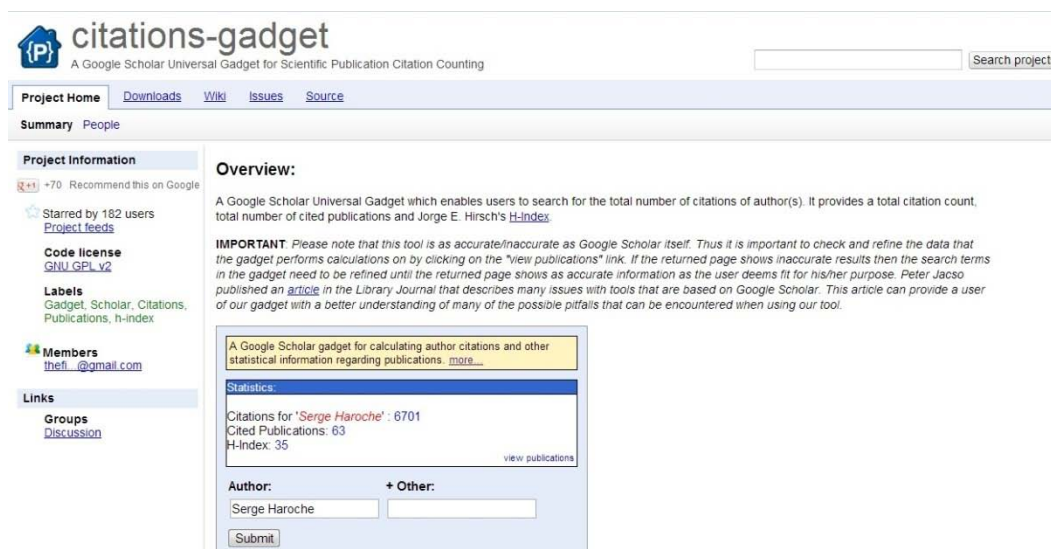 {P}
citations-gadget
A Google Scholar Universal Gadget for Scientific Publication Citation Counting
Search project
Project Home Downloads Wiki Issues Source
Summary People
Project Information
+1 +70 Recommend this on Google
Starred by 182 users
Project feeds
Code license
GNU GPL v2
Labels
Gadget, Scholar, Citations,
Publications, h-index
Members
thefi...@gmail.com
Links
Groups
Discussion
Overview:
A Google Scholar Universal Gadget which enables users to search for the total number of citations of author(s). It provides a total citation count,
total number of cited publications and Jorge E. Hirsch's H-Index.
IMPORTANT: Please note that this tool is as accurate/inaccurate as Google Scholar itself. Thus it is important to check and refine the data that
the gadget performs calculations on by clicking on the "view publications" link. If the returned page shows inaccurate results then the search terms
in the gadget need to be refined until the returned page shows as accurate information as the user deems fit for his/her purpose. Peter Jacso
published an article in the Library Journal that describes many issues with tools that are based on Google Scholar. This article can provide a user
of our gadget with a better understanding of many of the possible pitfalls that can be encountered when using our tool.
A Google Scholar gadget for calculating author citations and other
statistical information regarding publications. more...
Statistics:
Citations for 'Serge Haroche' : 6701
Cited Publications: 63
H-Index: 35
view publications
Author: + Other:
Serge Haroche
Submit